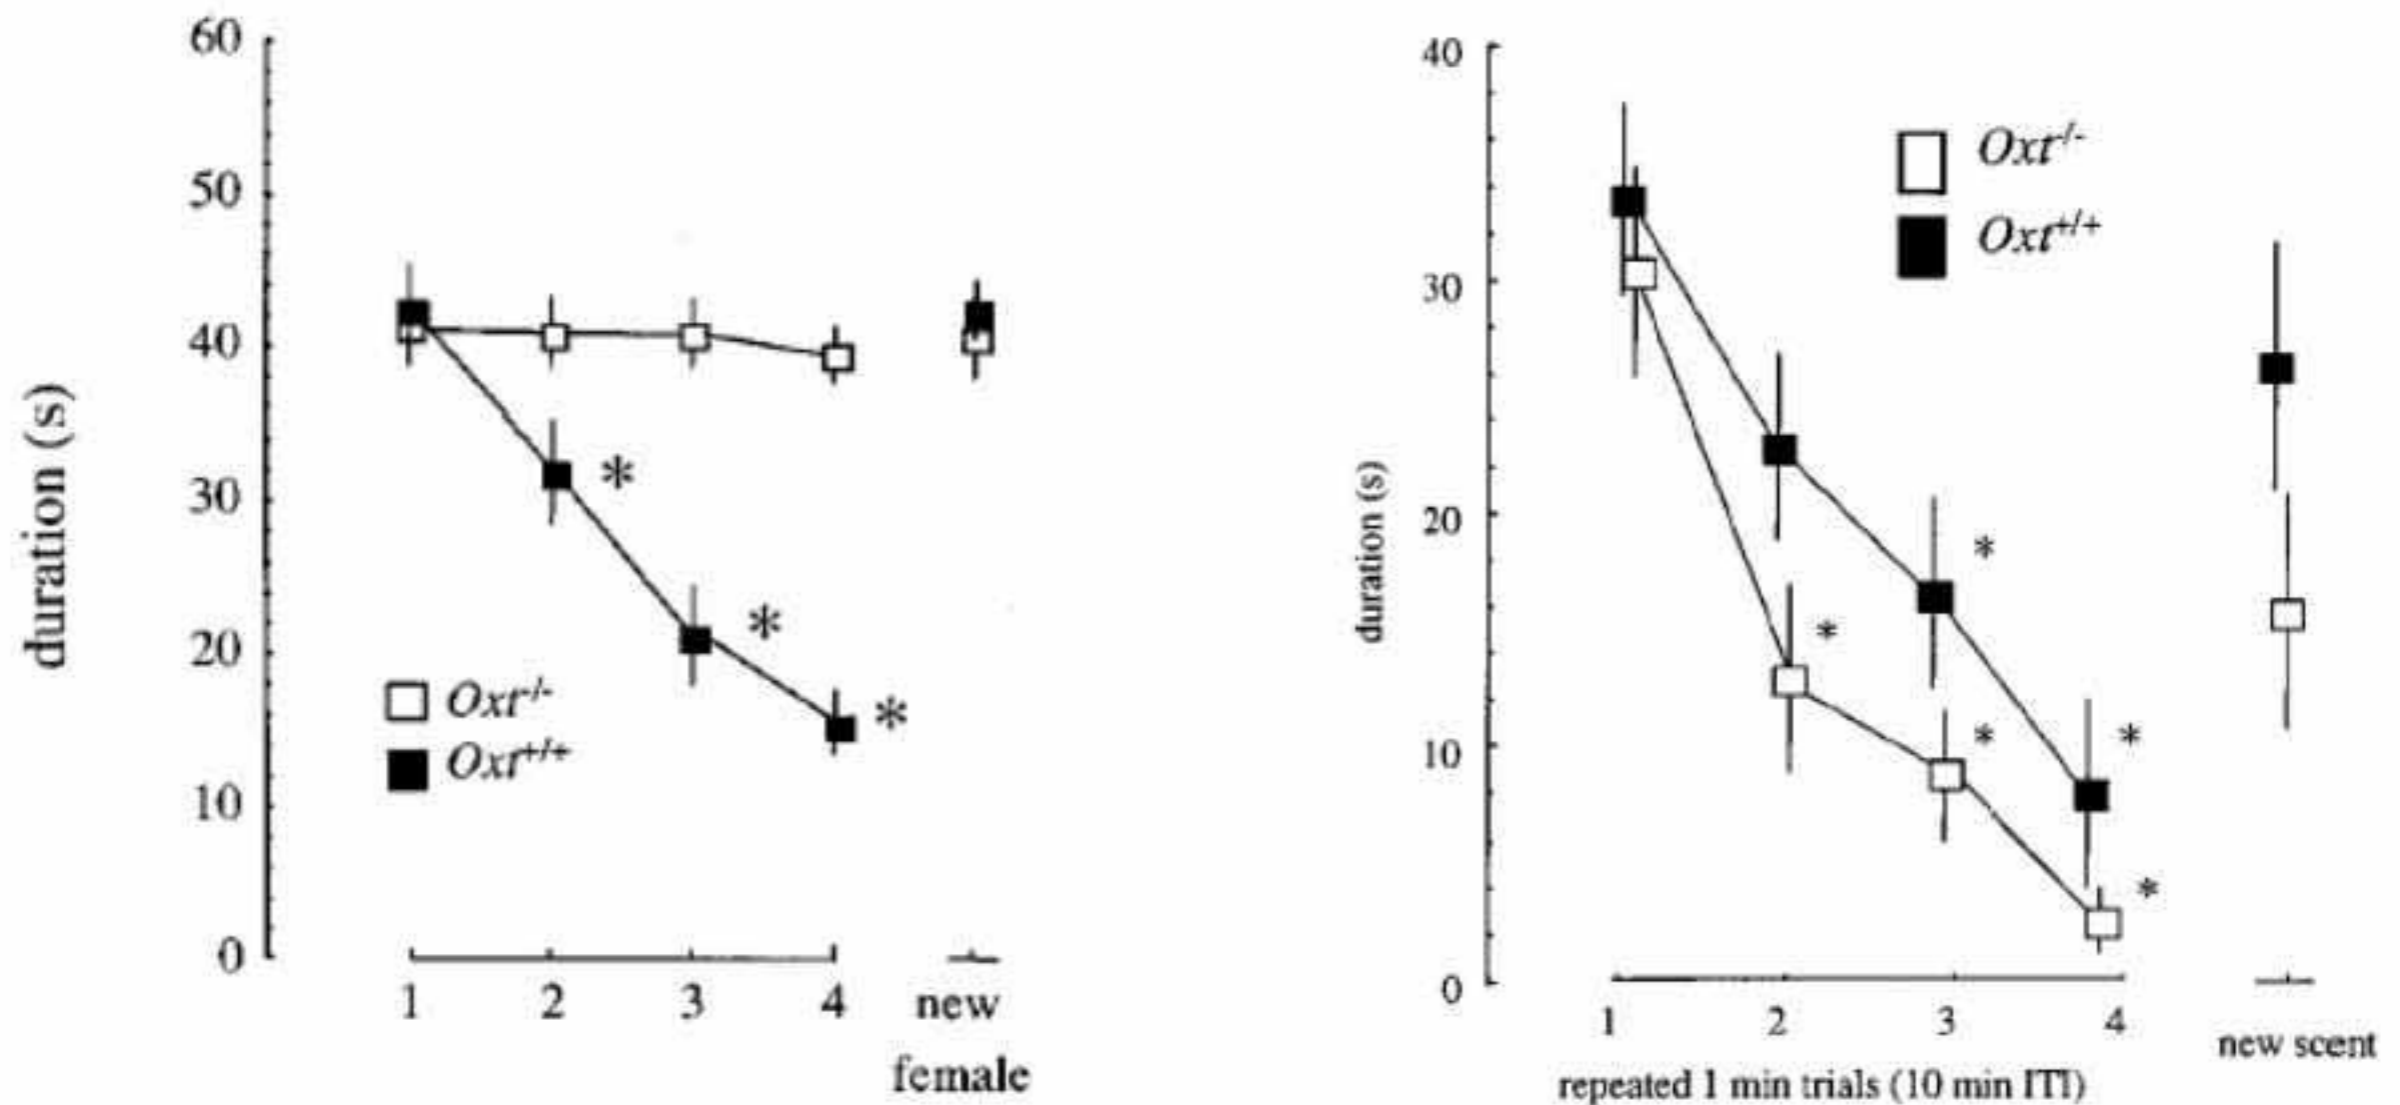 60
50
40
30
20
10
0
duration (s)
Oxt-/-
Oxt+/+
*
*
*
1 2 3 4 new
female
40
30
20
10
0
duration (s)
Oxt-/-
Oxt+/+
*
*
*
*
*
1 2 3 4
new scent
repeated 1 min trials (10 min ITI)